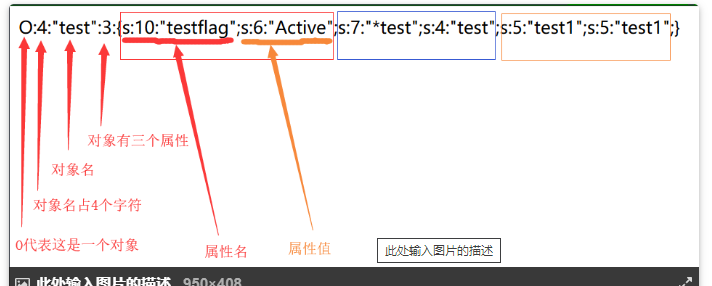 O:4:"test":3:{s:10:"testflag";s:6:"Active";s:7:"*test";s:4:"test";s:5:"test1";s:5:"test1";}
对象有三个属性
对象名
对象名占4个字符
O代表这是一个对象
属性名
属性值
此处输入图片的描述
此处输入图片的描述 950×408